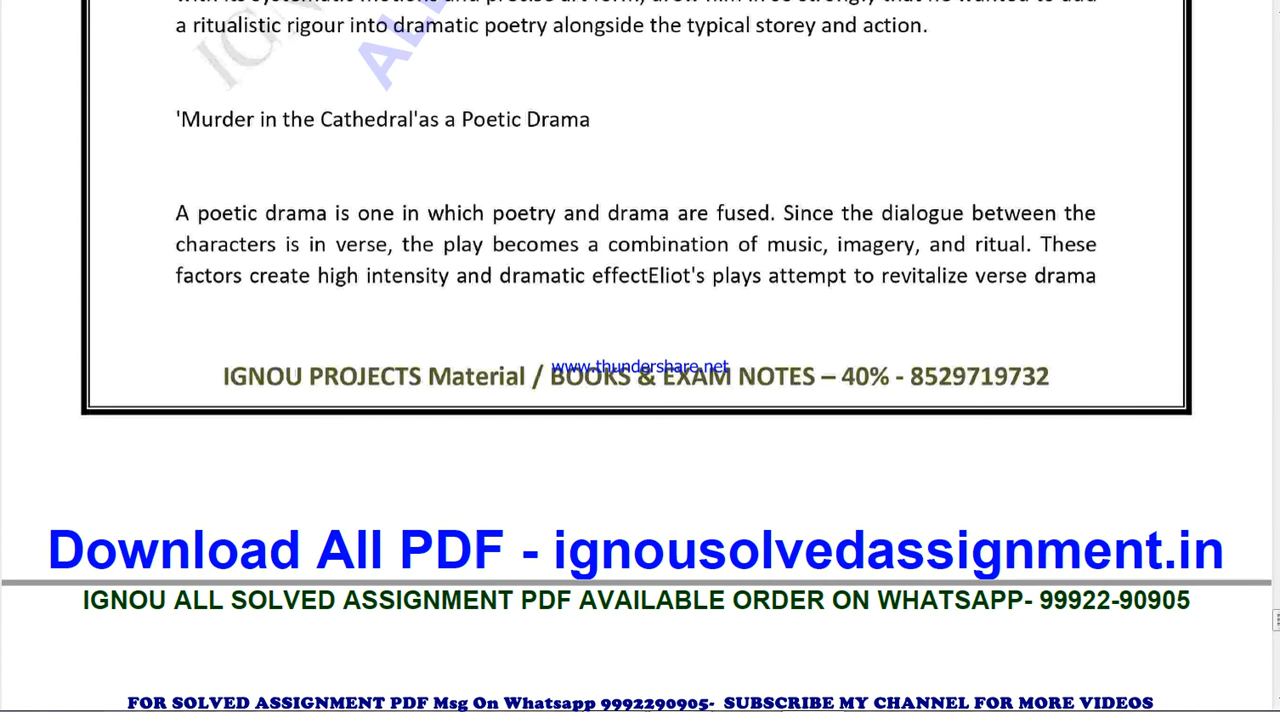 a ritualistic rigour into dramatic poetry alongside the typical storey and action.
'Murder in the Cathedral'as a Poetic Drama
A poetic drama is one in which poetry and drama are fused. Since the dialogue between the
characters is in verse, the play becomes a combination of music, imagery, and ritual. These
factors create high intensity and dramatic effectEliot's plays attempt to revitalize verse drama
www.thundershare.net
IGNOU PROJECTS Material / BOOKS & EXAM NOTES – 40% - 8529719732
Download All PDF - ignousolvedassignment.in
IGNOU ALL SOLVED ASSIGNMENT PDF AVAILABLE ORDER ON WHATSAPP- 99922-90905
FOR SOLVED ASSIGNMENT PDF Msg On Whatsapp 9992290905- SUBSCRIBE MY CHANNEL FOR MORE VIDEOS